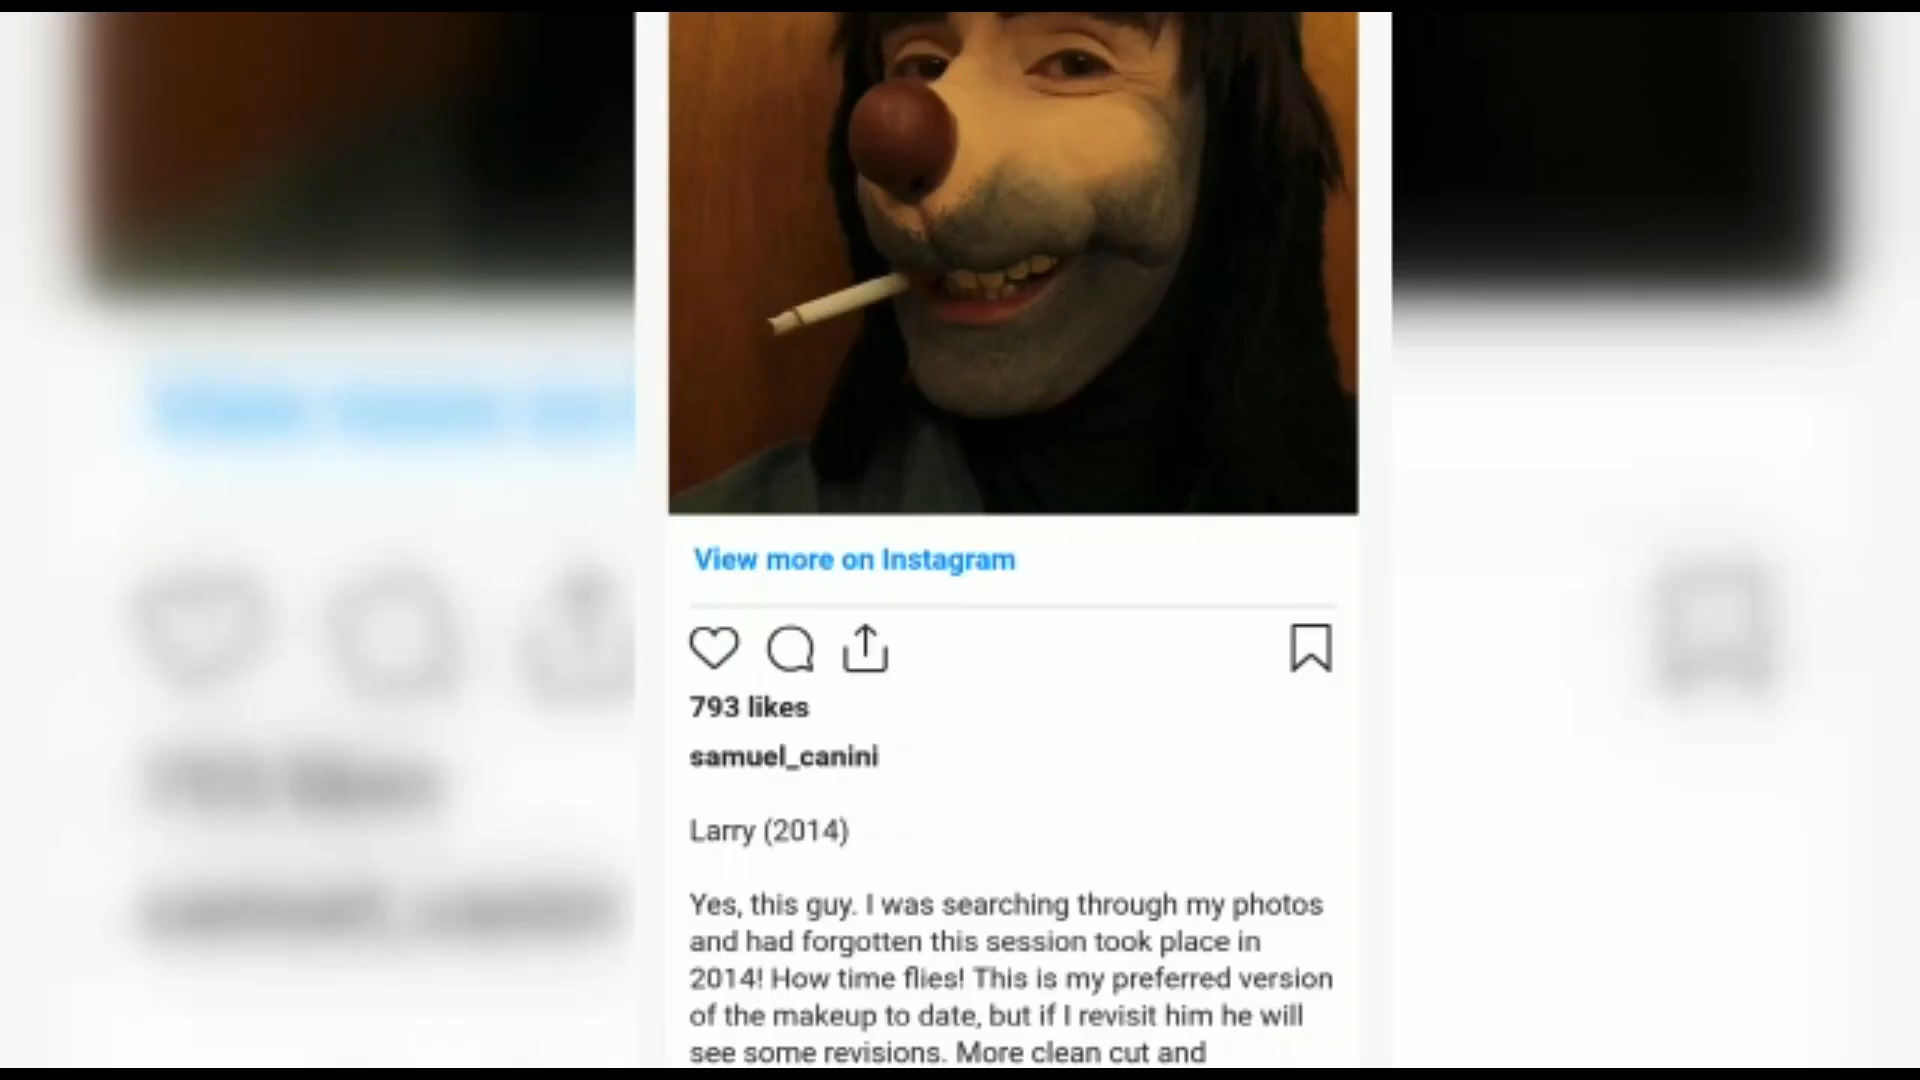 View more on Instagram
793 likes
samuel_canini
Larry (2014)
Yes, this guy. I was searching through my photos
and had forgotten this session took place in
2014! How time flies! This is my preferred version
of the makeup to date, but if I revisit him he will
see some revisions. More clean cut and